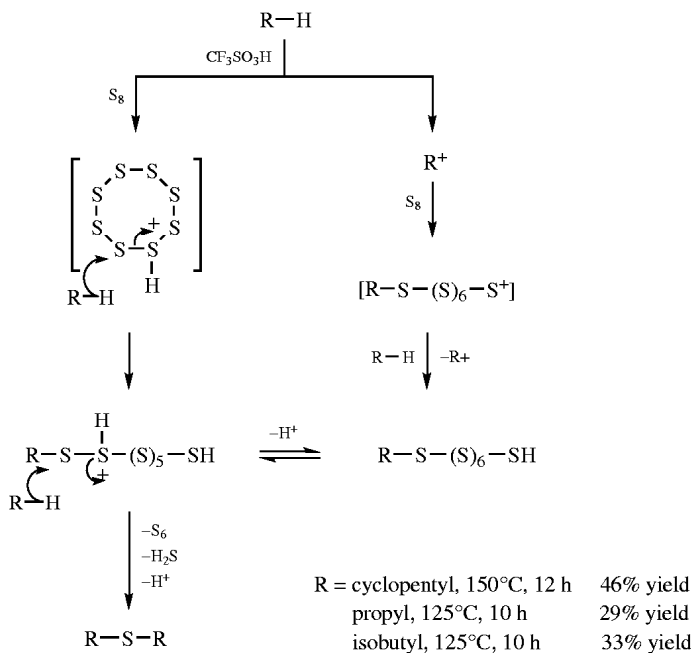 R–H
CF₃SO₃H
S₈
R⁺
S₈
S–S
S S
S S
S–S +
H
R–H
[R–S–(S)₆–S⁺]
R–H –R+
H
R–S–S–(S)₅–SH
+
–H⁺
R–S–(S)₆–SH
R–H
–S₆
–H₂S
–H⁺
R–S–R
R = cyclopentyl, 150°C, 12 h 46% yield
propyl, 125°C, 10 h 29% yield
isobutyl, 125°C, 10 h 33% yield